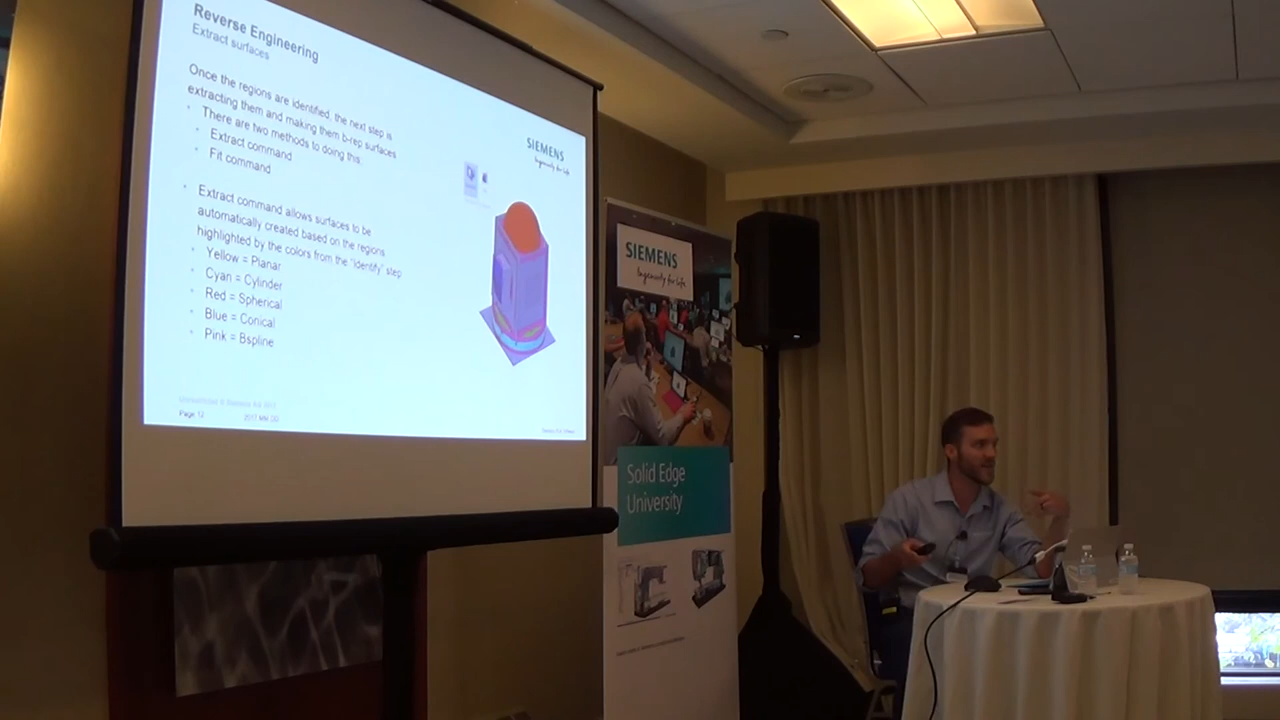 Reverse Engineering
Extract surfaces
Once the regions are identified, the next step is
extracting them and making them b-rep surfaces
There are two methods to doing this:
Extract command
Fit command
Extract command allows surfaces to be
automatically created based on the regions
highlighted by the colors from the "Identify" step
Yellow = Planar
Cyan = Cylinder
Red = Spherical
Blue = Conical
Pink = Bspline
Page 12
SIEMENS
Ingenuity for life
SIEMENS
Ingenuity for life
Solid Edge
University